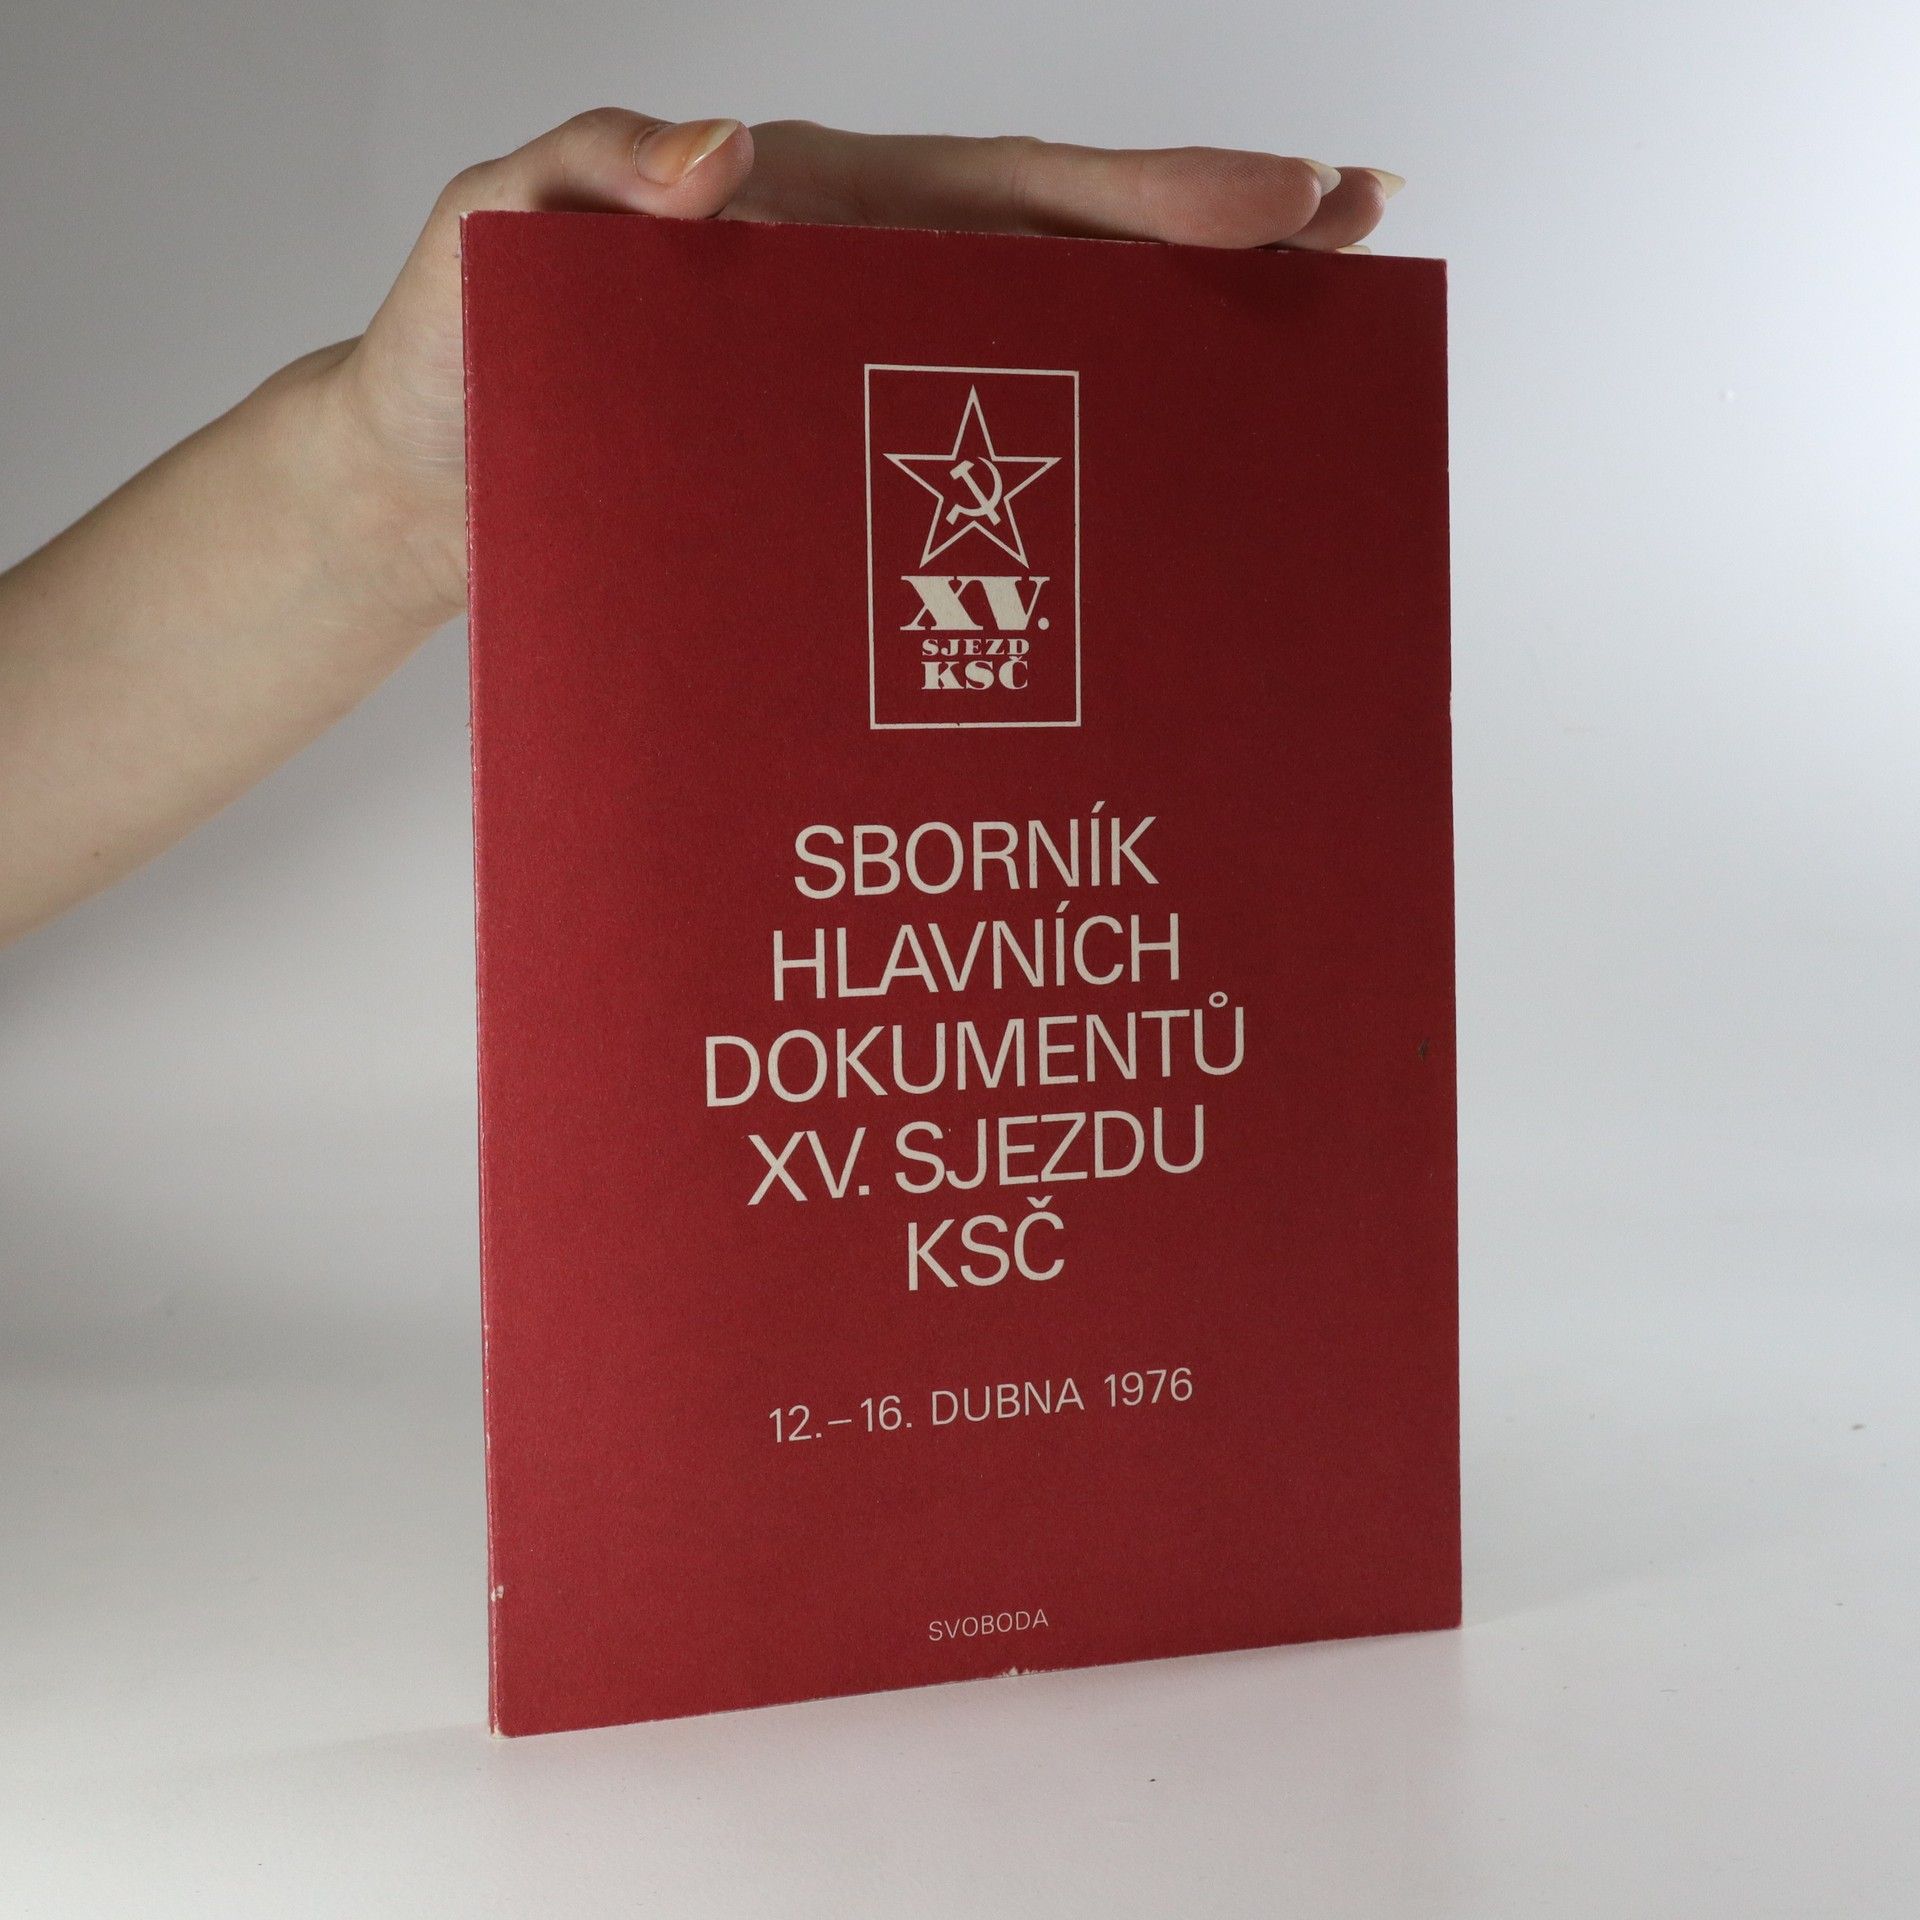 XV.
SJEZD
KSČ
SBORNÍK
HLAVNÍCH
DOKUMENTŮ
XV. SJEZDU
KSČ
12.–16. DUBNA 1976
SVOBODA